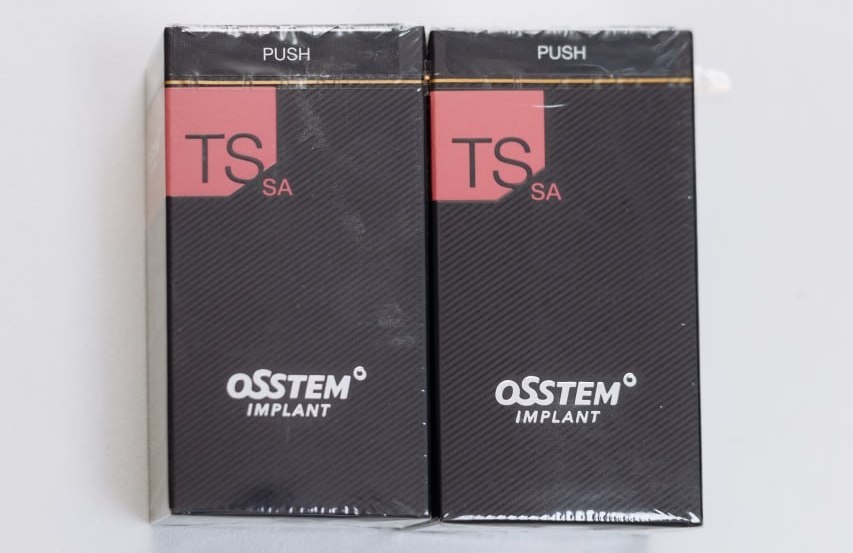 PUSH
TS
SA
OSSTEM
IMPLANT
PUSH
TS
SA
OSSTEM
IMPLANT